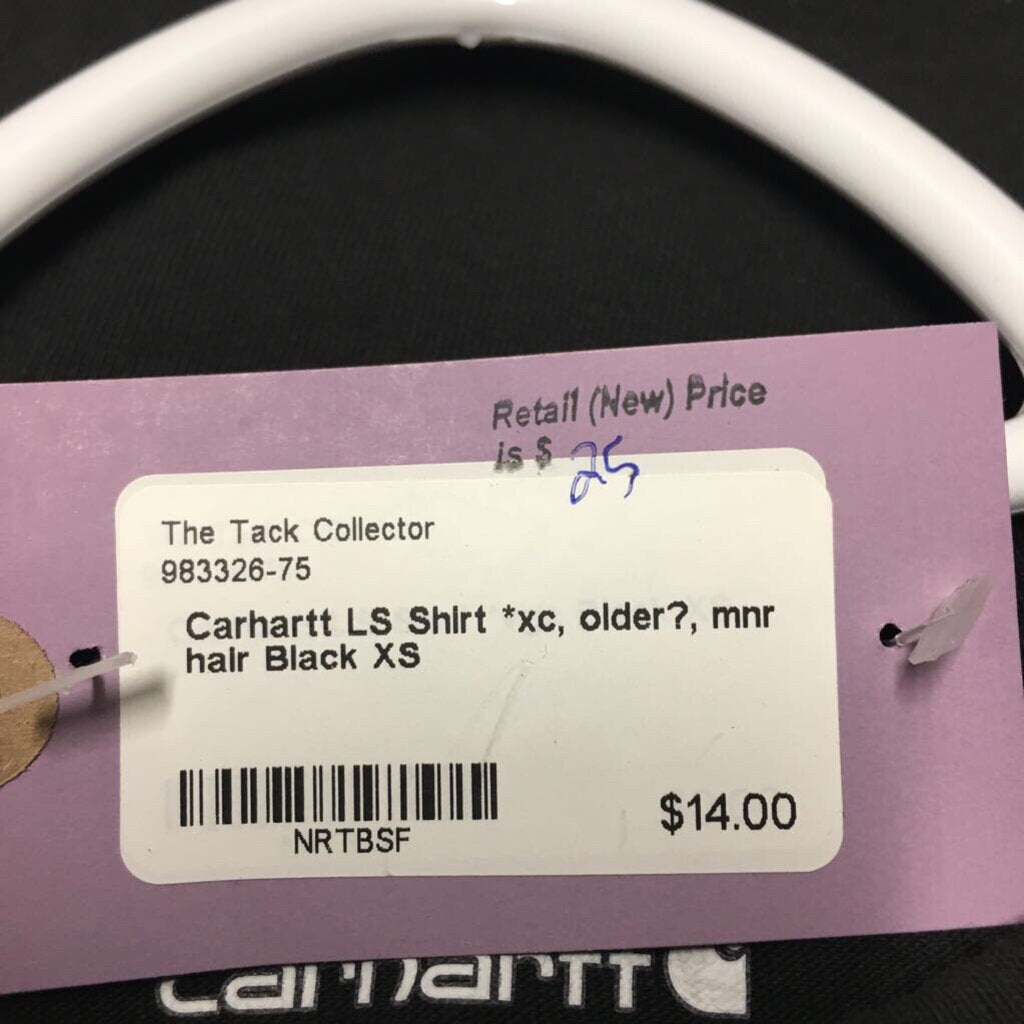 Retail (New) Price
is $ 25
The Tack Collector
983326-75
Carhartt LS Shirt *xc, older?, mnr
hair Black XS
NRTBSF
$14.00
carhartt